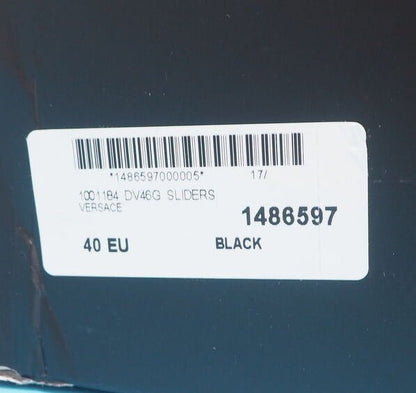 *1486597000005* 17/
1001184 DV46G SLIDERS
VERSACE
1486597
40 EU BLACK